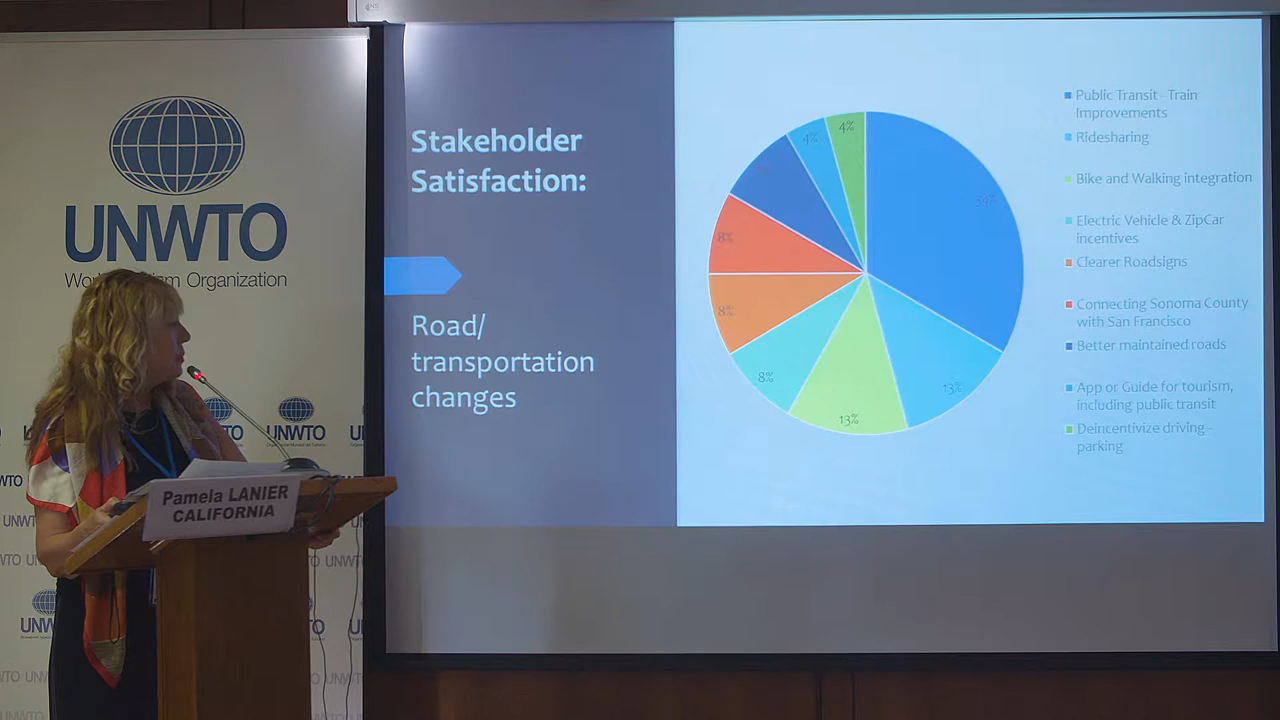 UNWTO
Organization
UNWTO
Pamela LANIER
CALIFORNIA
Stakeholder
Satisfaction:
Road/
transportation
changes
4%
4%
34%
8%
8%
8%
13%
13%
Public Transit - Train
Improvements
Ridesharing
Bike and Walking integration
Electric Vehicle & ZipCar
incentives
Clearer Roadsigns
Connecting Sonoma County
with San Francisco
Better maintained roads
App or Guide for tourism,
including public transit
Deincentivize driving -
parking